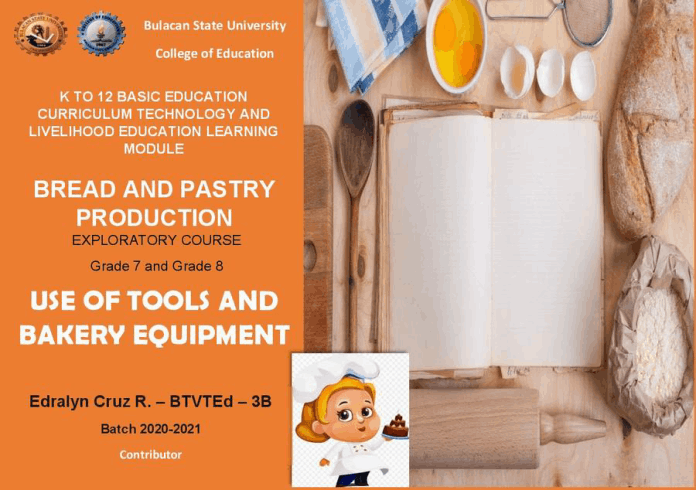 Bulacan State University
College of Education
K TO 12 BASIC EDUCATION
CURRICULUM TECHNOLOGY AND
LIVELIHOOD EDUCATION LEARNING
MODULE
BREAD AND PASTRY
PRODUCTION
EXPLORATORY COURSE
Grade 7 and Grade 8
USE OF TOOLS AND
BAKERY EQUIPMENT
Edralyn Cruz R. – BTVTEd – 3B
Batch 2020-2021
Contributor